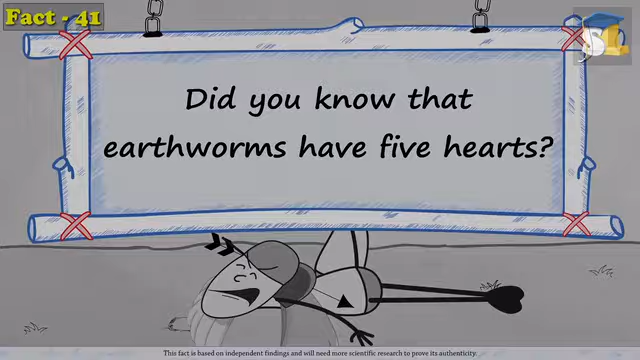 Fact - 41
SL
Did you know that
earthworms have five hearts?
This fact is based on independent findings and will need more scientific research to prove its authenticity.